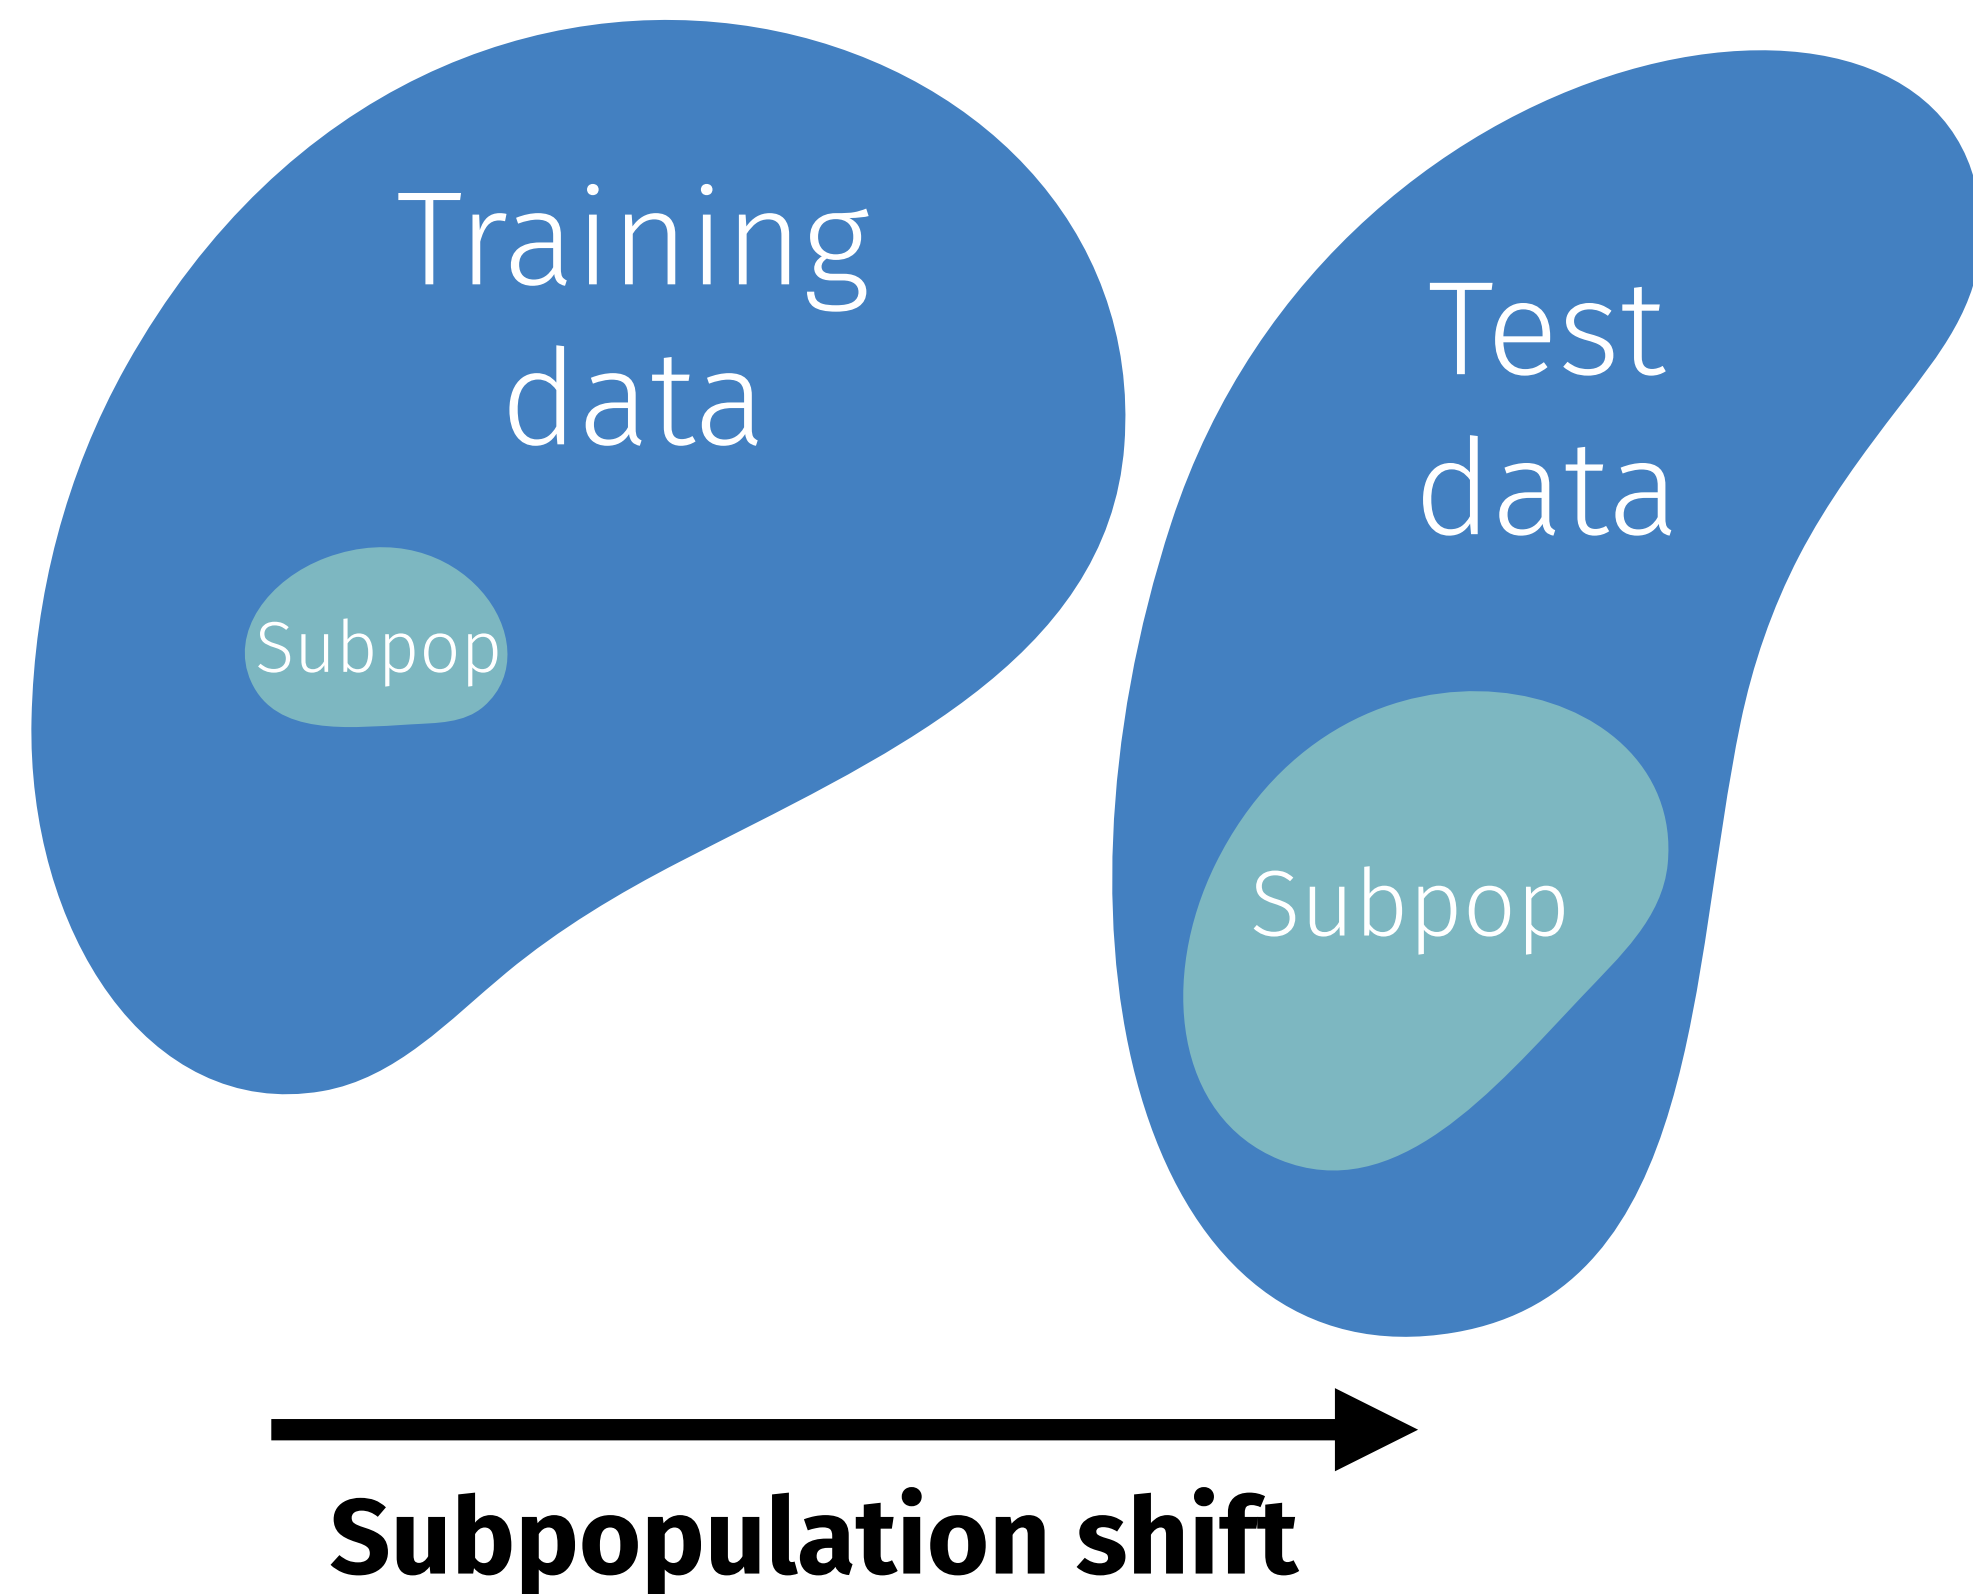 Training
data
Subpop
Test
data
Subpop
Subpopulation shift